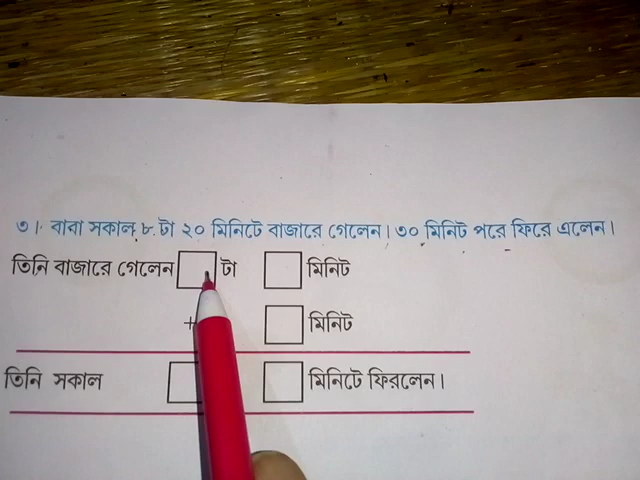 ৩। বাবা সকাল ৮ টা ২০ মিনিটে বাজারে গেলেন। ৩০ মিনিট পরে ফিরে এলেন।
তিনি বাজারে গেলেন টা মিনিট
+ মিনিট
তিনি সকাল মিনিটে ফিরলেন।